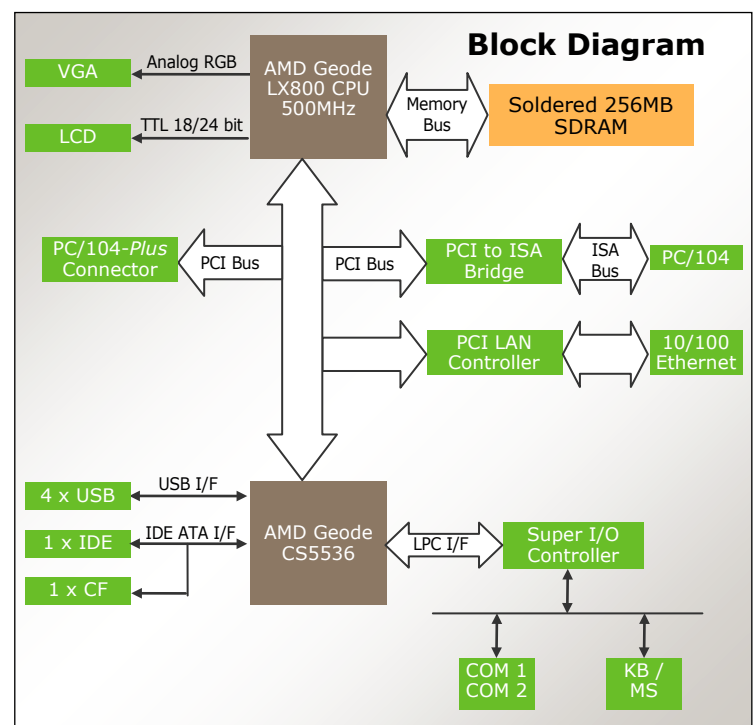 Block Diagram
VGA
Analog RGB
AMD Geode
LX800 CPU
500MHz
Memory
Bus
Soldered 256MB
SDRAM
LCD
TTL 18/24 bit
PC/104-Plus
Connector
PCI Bus
PCI Bus
PCI to ISA
Bridge
ISA
Bus
PC/104
PCI LAN
Controller
10/100
Ethernet
4 x USB
USB I/F
1 x IDE
IDE ATA I/F
1 x CF
AMD Geode
CS5536
LPC I/F
Super I/O
Controller
COM 1
COM 2
KB /
MS